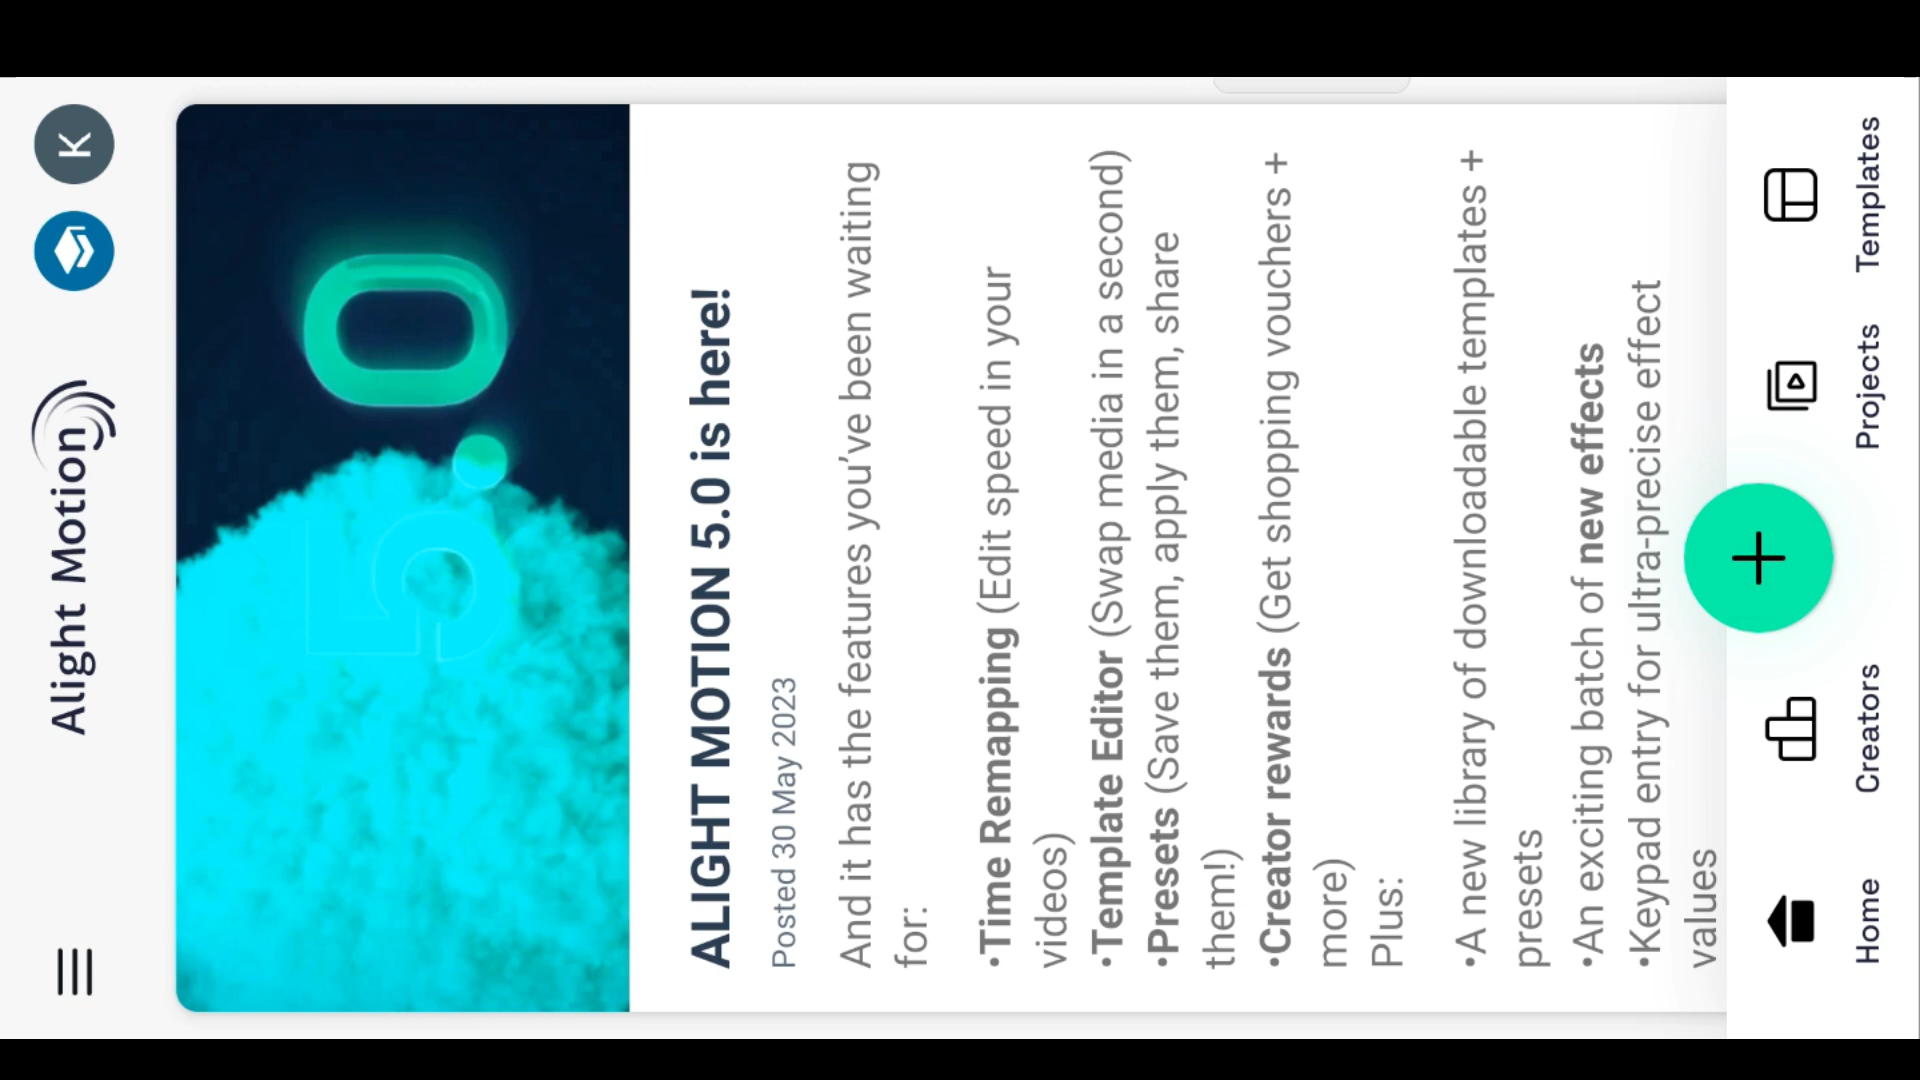 Alight Motion
K
5.0
ALIGHT MOTION 5.0 is here!
Posted 30 May 2023
And it has the features you've been waiting
for:
•Time Remapping (Edit speed in your
videos)
•Template Editor (Swap media in a second)
•Presets (Save them, apply them, share
them!)
•Creator rewards (Get shopping vouchers +
more)
Plus:
•A new library of downloadable templates +
presets
•An exciting batch of new effects
•Keypad entry for ultra-precise effect
values
Home
Creators
Projects
Templates